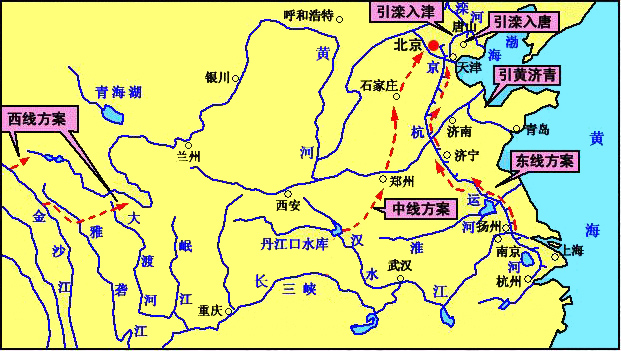 引滦入津
滦河
唐山
引滦入唐
呼和浩特
北京
渤海
天津
黄河
京杭运河
银川
石家庄
引黄济青
青海湖
西线方案
济南
青岛
黄海
兰州
济宁
东线方案
郑州
西安
中线方案
金沙江
雅砻江
大渡河
岷江
丹江口水库
汉水
淮河
扬州
南京
上海
武汉
杭州
长江
三峡
重庆